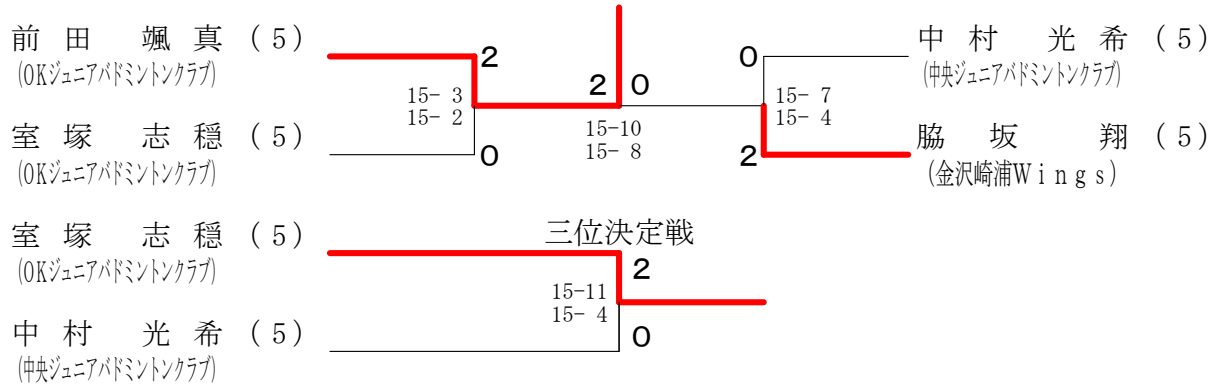 前田 颯真 (5)
(OKジュニアバドミントンクラブ)
2
15- 3
15- 2
0
室塚 志穏 (5)
(OKジュニアバドミントンクラブ)
2 0
15-10
15- 8
0
15- 7
15- 4
2
中村 光希 (5)
(中央ジュニアバドミントンクラブ)
脇坂 翔 (5)
(金沢崎浦Wings)
三位決定戦
室塚 志穏 (5)
(OKジュニアバドミントンクラブ)
2
15-11
15- 4
0
中村 光希 (5)
(中央ジュニアバドミントンクラブ)